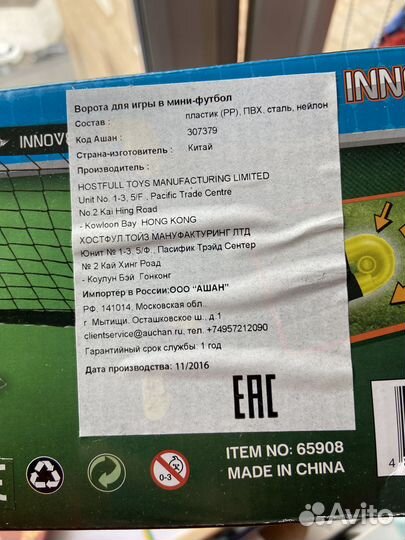 INNOV
INNO
Ворота для игры в мини-футбол
Состав : пластик (PP), ПВХ, сталь, нейлон
Код Ашан : 307379
Страна-изготовитель : Китай
Производитель :
HOSTFULL TOYS MANUFACTURING LIMITED
Unit No. 1-3, 5/F , Pacific Trade Centre
No.2 Kai Hing Road
- Kowloon Bay HONG KONG
ХОСТФУЛ ТОЙЗ МАНУФАКТУРИНГ ЛТД
Юнит № 1-3, 5/Ф., Пасифик Трэйд Сентер
№ 2 Кай Хинг Роад
- Коулун Бэй Гонконг
Импортер в России:ООО "АШАН"
РФ, 141014, Московская обл.
г Мытищи, Осташковское ш., д.1
clientservice@auchan.ru, тел. +74957212090
Гарантийный срок службы: 1 год
Дата производства: 11/2016
EAC
ITEM NO: 65908
MADE IN CHINA
0-3
4
Avito